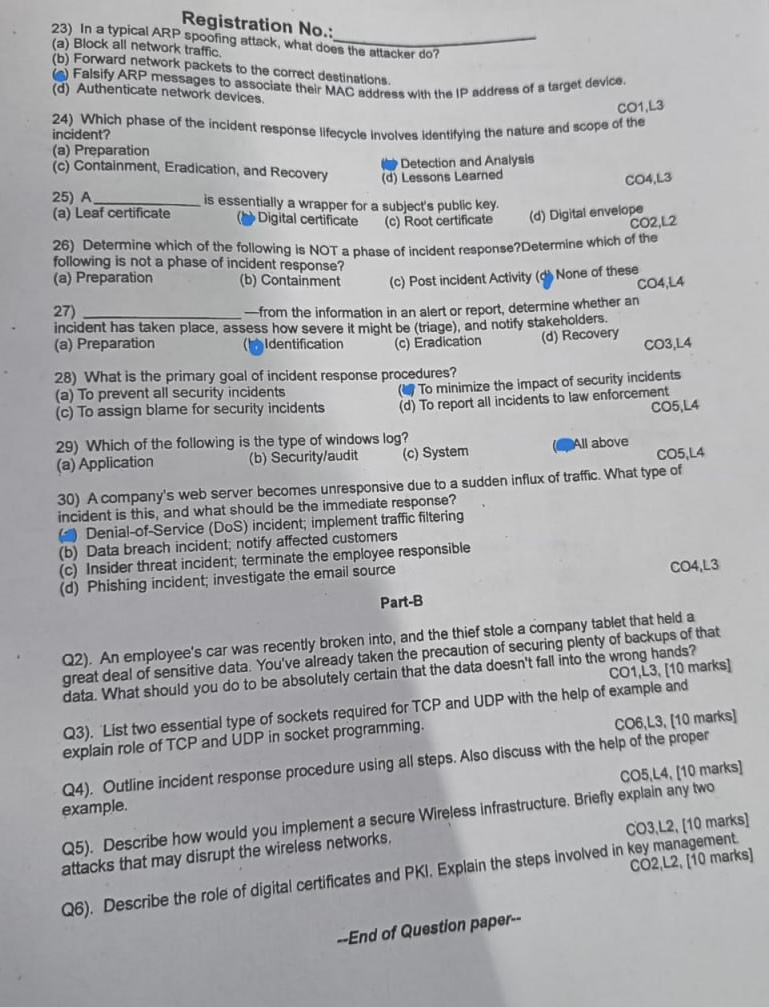 Registration No.:
23) In a typical ARP spoofing attack, what does the attacker do?
(a) Block all network traffic.
(b) Forward network packets to the correct destinations.
(c) Falsify ARP messages to associate their MAC address with the IP address of a target device.
(d) Authenticate network devices.
CO1,L3
24) Which phase of the incident response lifecycle involves identifying the nature and scope of the
incident?
(a) Preparation (b) Detection and Analysis
(c) Containment, Eradication, and Recovery (d) Lessons Learned
CO4,L3
25) A____________ is essentially a wrapper for a subject's public key.
(a) Leaf certificate (b) Digital certificate (c) Root certificate (d) Digital envelope
CO2,L2
26) Determine which of the following is NOT a phase of incident response?Determine which of the
following is not a phase of incident response?
(a) Preparation (b) Containment (c) Post incident Activity (d) None of these
CO4,L4
27) __________________—from the information in an alert or report, determine whether an
incident has taken place, assess how severe it might be (triage), and notify stakeholders.
(a) Preparation (b) Identification (c) Eradication (d) Recovery
CO3,L4
28) What is the primary goal of incident response procedures?
(a) To prevent all security incidents (b) To minimize the impact of security incidents
(c) To assign blame for security incidents (d) To report all incidents to law enforcement
CO5,L4
29) Which of the following is the type of windows log?
(a) Application (b) Security/audit (c) System (d) All above
CO5,L4
30) A company's web server becomes unresponsive due to a sudden influx of traffic. What type of
incident is this, and what should be the immediate response?
(a) Denial-of-Service (DoS) incident; implement traffic filtering
(b) Data breach incident; notify affected customers
(c) Insider threat incident; terminate the employee responsible
(d) Phishing incident; investigate the email source
CO4,L3
Part-B
Q2). An employee's car was recently broken into, and the thief stole a company tablet that held a
great deal of sensitive data. You've already taken the precaution of securing plenty of backups of that
data. What should you do to be absolutely certain that the data doesn't fall into the wrong hands?
CO1,L3, [10 marks]
Q3). List two essential type of sockets required for TCP and UDP with the help of example and
explain role of TCP and UDP in socket programming.
CO6,L3, [10 marks]
Q4). Outline incident response procedure using all steps. Also discuss with the help of the proper
example.
CO5,L4, [10 marks]
Q5). Describe how would you implement a secure Wireless infrastructure. Briefly explain any two
attacks that may disrupt the wireless networks.
CO3,L2, [10 marks]
Q6). Describe the role of digital certificates and PKI. Explain the steps involved in key management.
CO2,L2, [10 marks]
--End of Question paper--